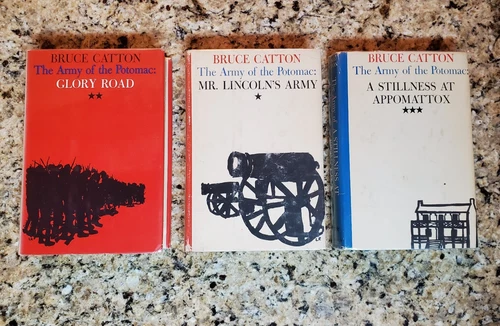 BRUCE CATTON
The Army of the Potomac:
GLORY ROAD
★★
BRUCE CATTON
The Army of the Potomac:
MR. LINCOLN'S ARMY
★
BRUCE CATTON
The Army of the Potomac:
A STILLNESS AT
APPOMATTOX
★★★